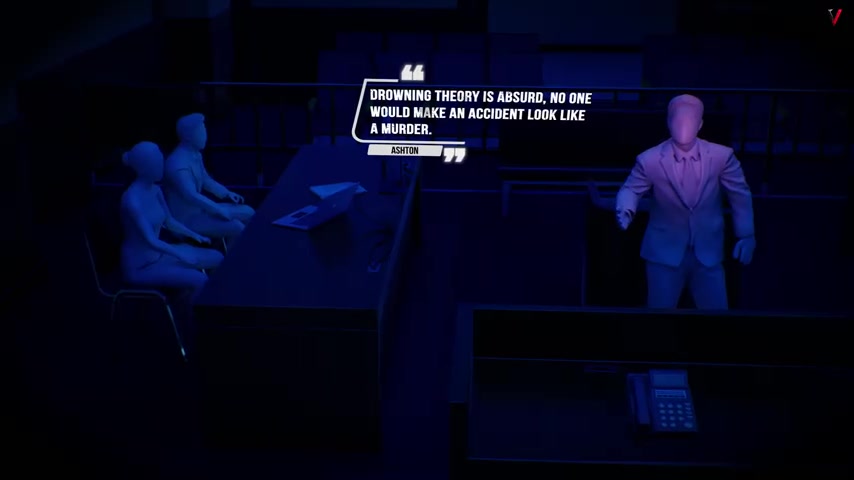 DROWNING THEORY IS ABSURD, NO ONE
WOULD MAKE AN ACCIDENT LOOK LIKE
A MURDER.
ASHTON
V